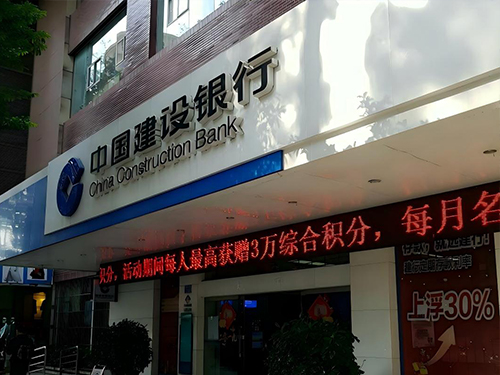 中国建设银行
China Construction Bank
积分，活动期间每人最高获赠3万综合积分，每月名
上浮30%